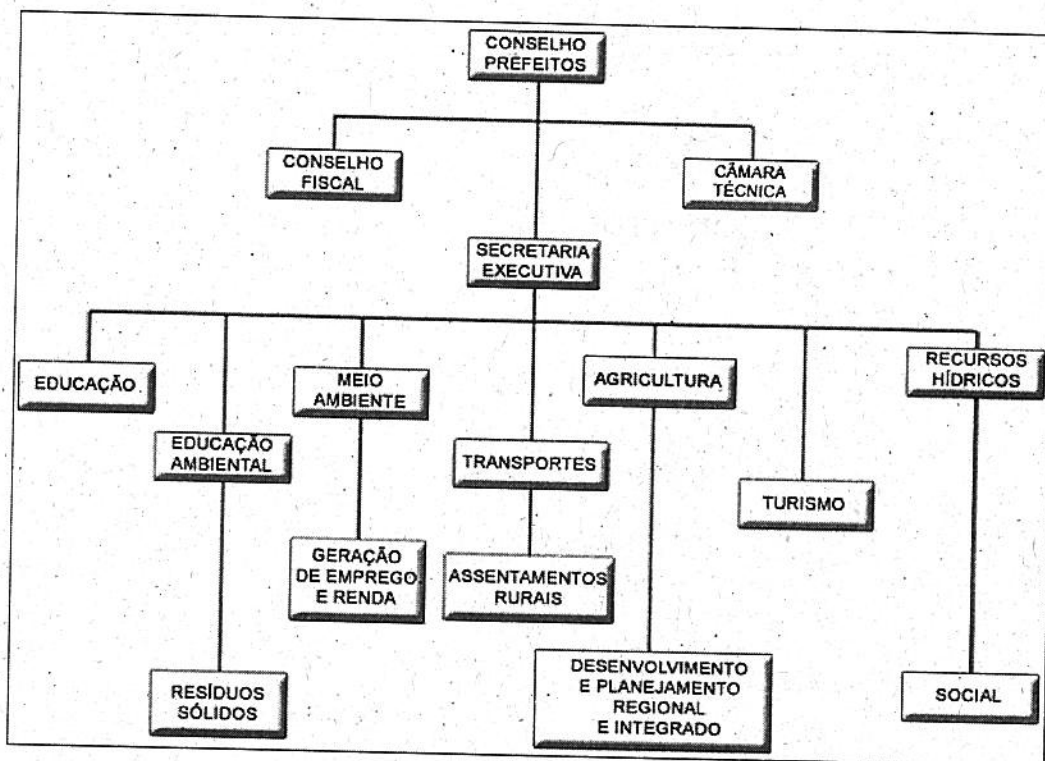 CONSELHO
PREFEITOS
CONSELHO
FISCAL
CÂMARA
TÉCNICA
SECRETARIA
EXECUTIVA
EDUCAÇÃO
MEIO
AMBIENTE
AGRICULTURA
RECURSOS
HÍDRICOS
EDUCAÇÃO
AMBIENTAL
TRANSPORTES
TURISMO
GERAÇÃO
DE EMPREGO
E RENDA
ASSENTAMENTOS
RURAIS
RESÍDUOS
SÓLIDOS
DESENVOLVIMENTO
E PLANEJAMENTO
REGIONAL
E INTEGRADO
SOCIAL